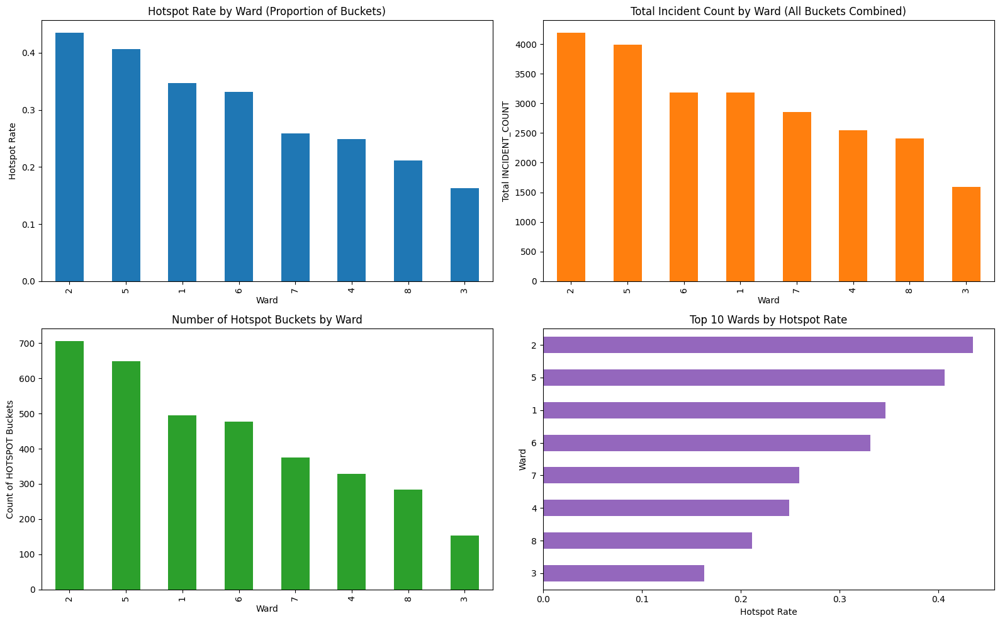 Hotspot Rate by Ward (Proportion of Buckets)
Hotspot Rate
0.4
0.3
0.2
0.1
0.0
2 5 1 6 7 4 8 3
Ward
Total Incident Count by Ward (All Buckets Combined)
Total INCIDENT_COUNT
4000
3500
3000
2500
2000
1500
1000
500
0
2 5 6 1 7 4 8 3
Ward
Number of Hotspot Buckets by Ward
Count of HOTSPOT Buckets
700
600
500
400
300
200
100
0
2 5 1 6 7 4 8 3
Ward
Top 10 Wards by Hotspot Rate
Ward
2
5
1
6
7
4
8
3
0.0 0.1 0.2 0.3 0.4
Hotspot Rate